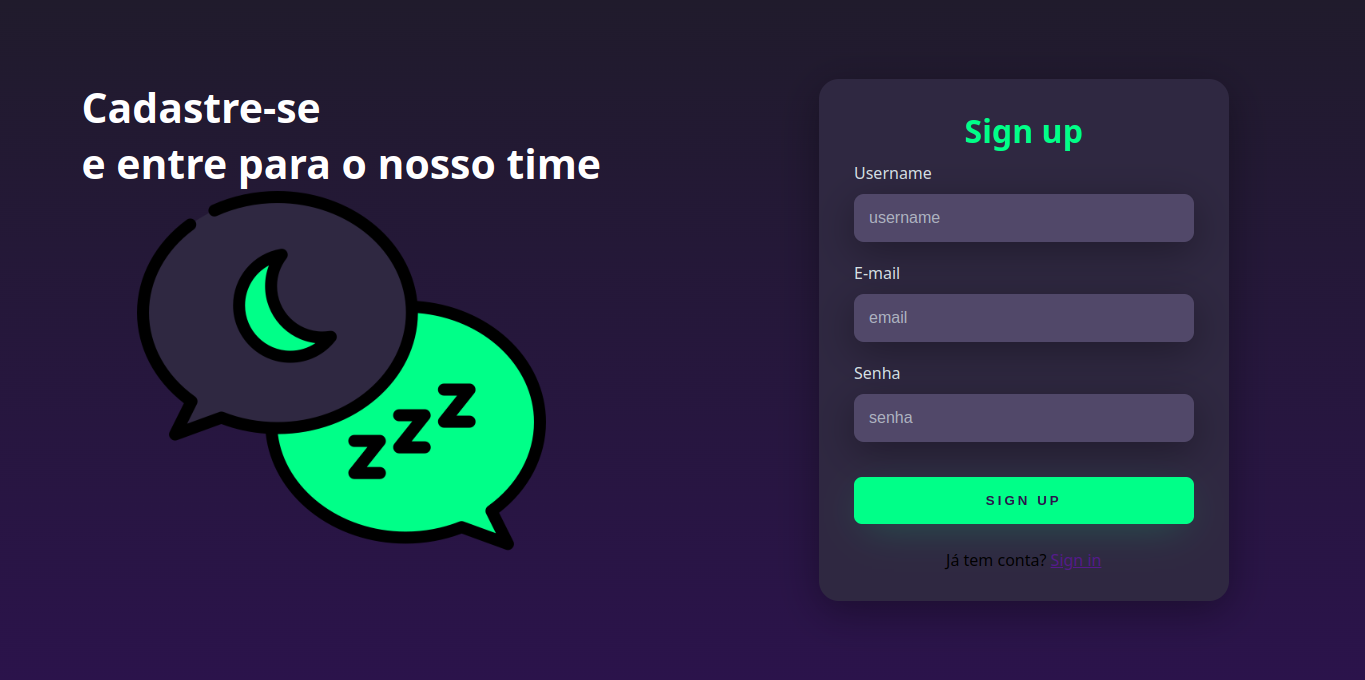 Cadastre-se
e entre para o nosso time
z z z
Sign up
Username
username
E-mail
email
Senha
senha
SIGN UP
Já tem conta? Sign in